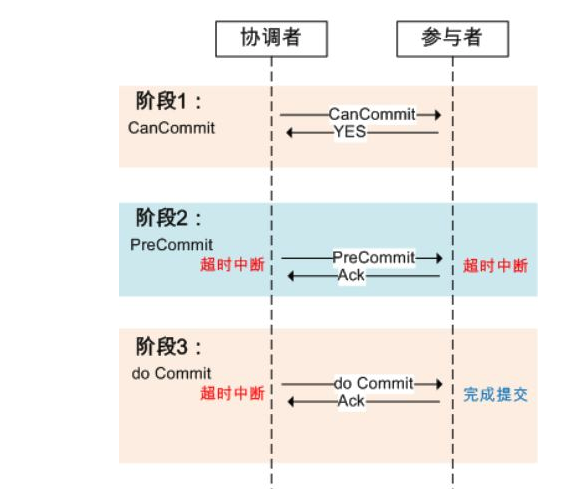 协调者
参与者
阶段1：
CanCommit
CanCommit
YES
阶段2：
PreCommit
超时中断
PreCommit
Ack
超时中断
阶段3：
do Commit
超时中断
do Commit
Ack
完成提交